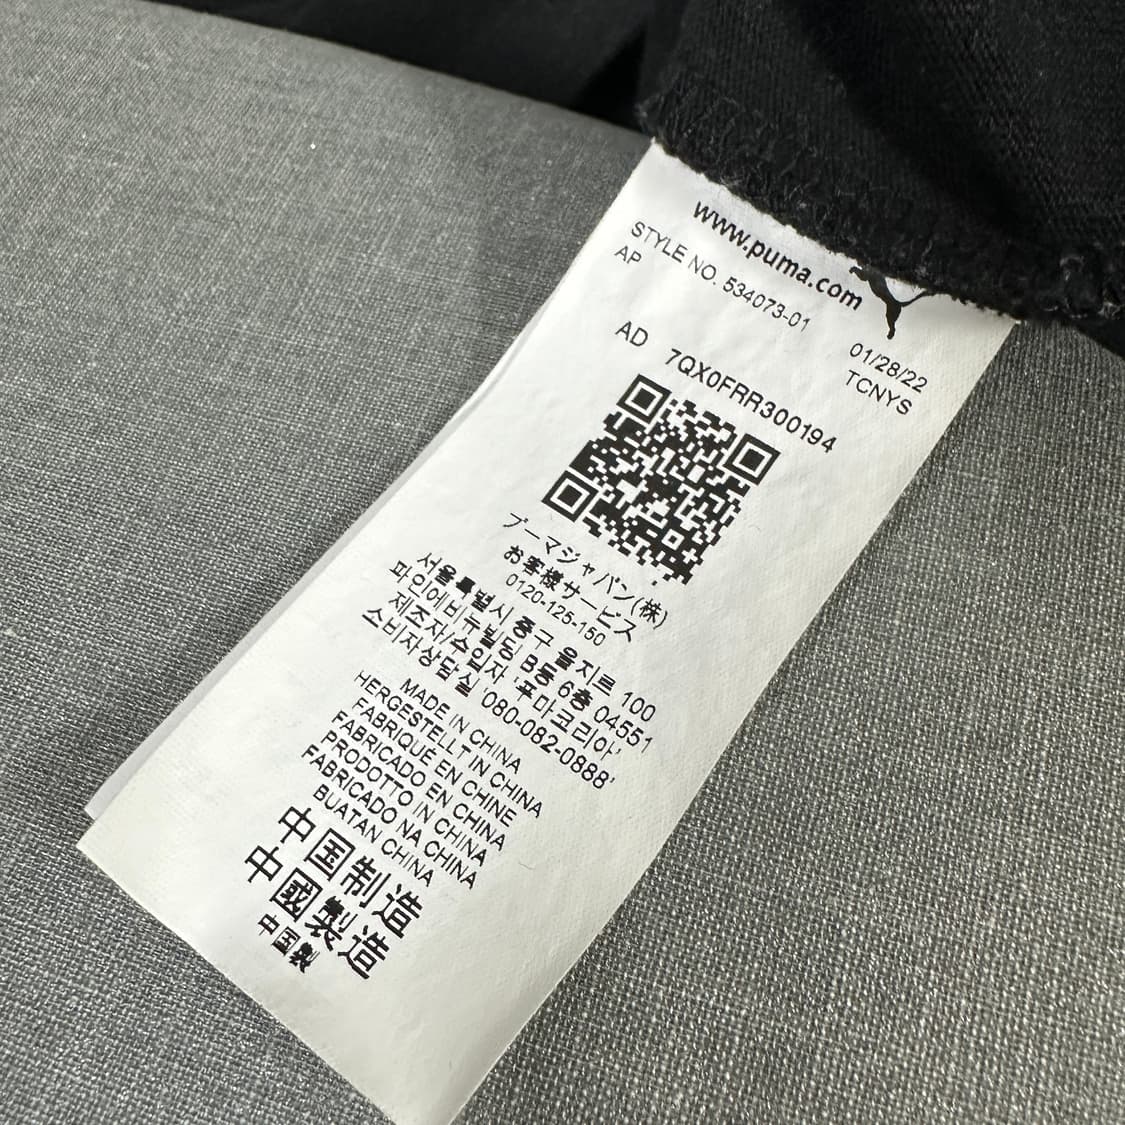 www.puma.com
STYLE NO. 534073-01
AP
01/28/22
TCNYS
AD 7QX0FRR300194
プーマジャパン(株)
お客様サービス
0120-125-150
서울특별시 중구 을지로 100
파인에비뉴빌딩 B동 6층 04551
제조자/수입자 '푸마코리아'
소비자상담실 '080-082-0888'
MADE IN CHINA
HERGESTELLT IN CHINA
FABRIQUÉ EN CHINE
FABRICADO EN CHINA
PRODOTTO IN CHINA
FABRICADO NA CHINA
BUATAN CHINA
中国制造
中國製造
中国製